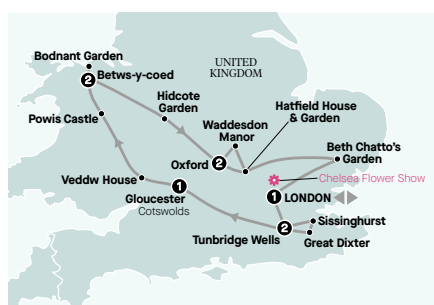 Bodnant Garden
2
Betws-y-coed
UNITED
KINGDOM
Hidcote
Garden
Hatfield House
& Garden
Powis Castle
Waddesdon
Manor
Beth Chatto's
Garden
Oxford
2
Chelsea Flower Show
Veddw House
1
Gloucester
Cotswolds
1
LONDON
Sissinghurst
2
Tunbridge Wells
Great Dixter